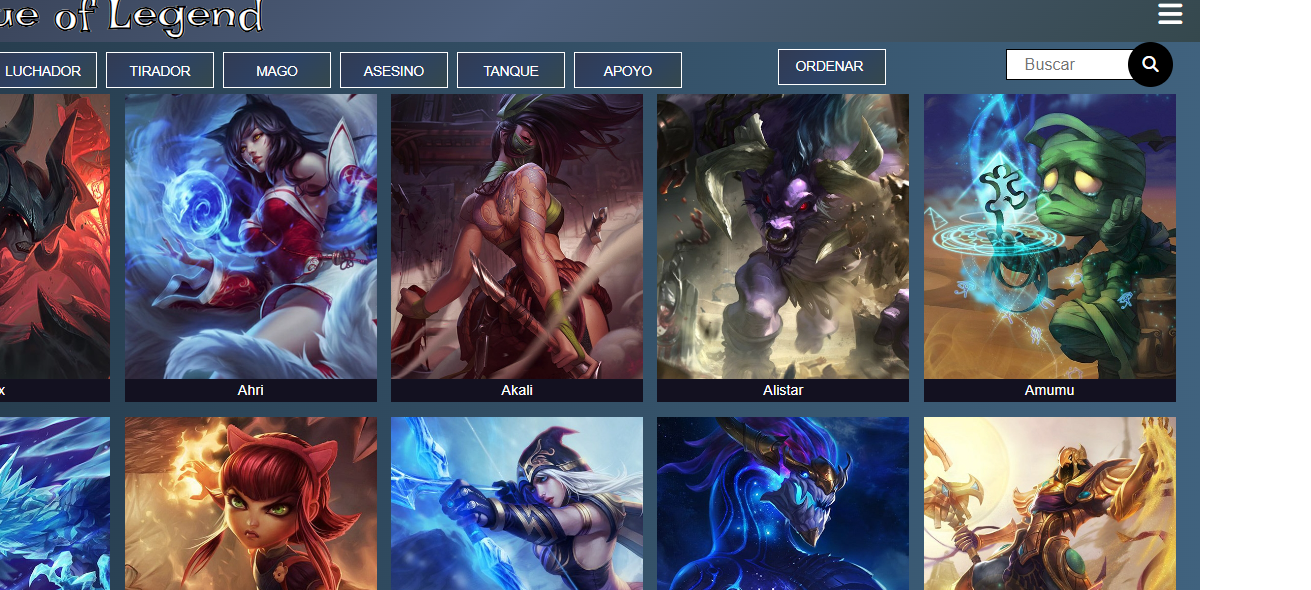 ue of Legend
LUCHADOR
TIRADOR
MAGO
ASESINO
TANQUE
APOYO
ORDENAR
Buscar
x
Ahri
Akali
Alistar
Amumu